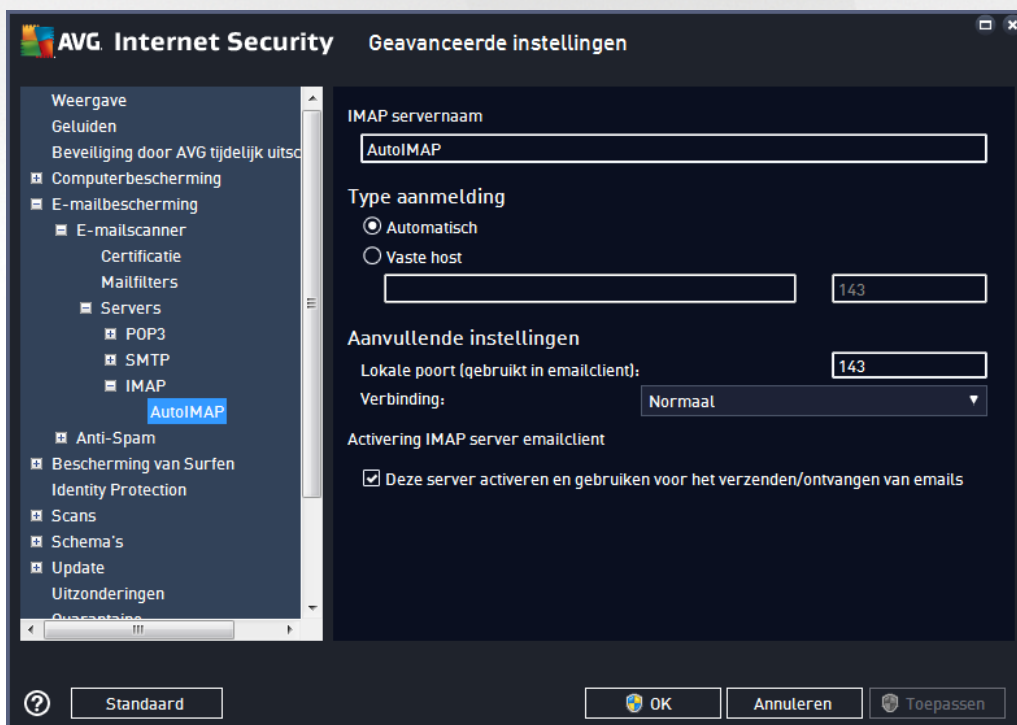 AVG. Internet Security Geavanceerde instellingen
Weergave
Geluiden
Beveiliging door AVG tijdelijk uitsc
Computerbescherming
E-mailbescherming
E-mailscanner
Certificatie
Mailfilters
Servers
POP3
SMTP
IMAP
AutoIMAP
Anti-Spam
Bescherming van Surfen
Identity Protection
Scans
Schema's
Update
Uitzonderingen
Quarantaine
IMAP servernaam
AutoIMAP
Type aanmelding
Automatisch
Vaste host
143
Aanvullende instellingen
Lokale poort (gebruikt in emailclient): 143
Verbinding: Normaal
Activering IMAP server emailclient
Deze server activeren en gebruiken voor het verzenden/ontvangen van emails
? Standaard OK Annuleren Toepassen